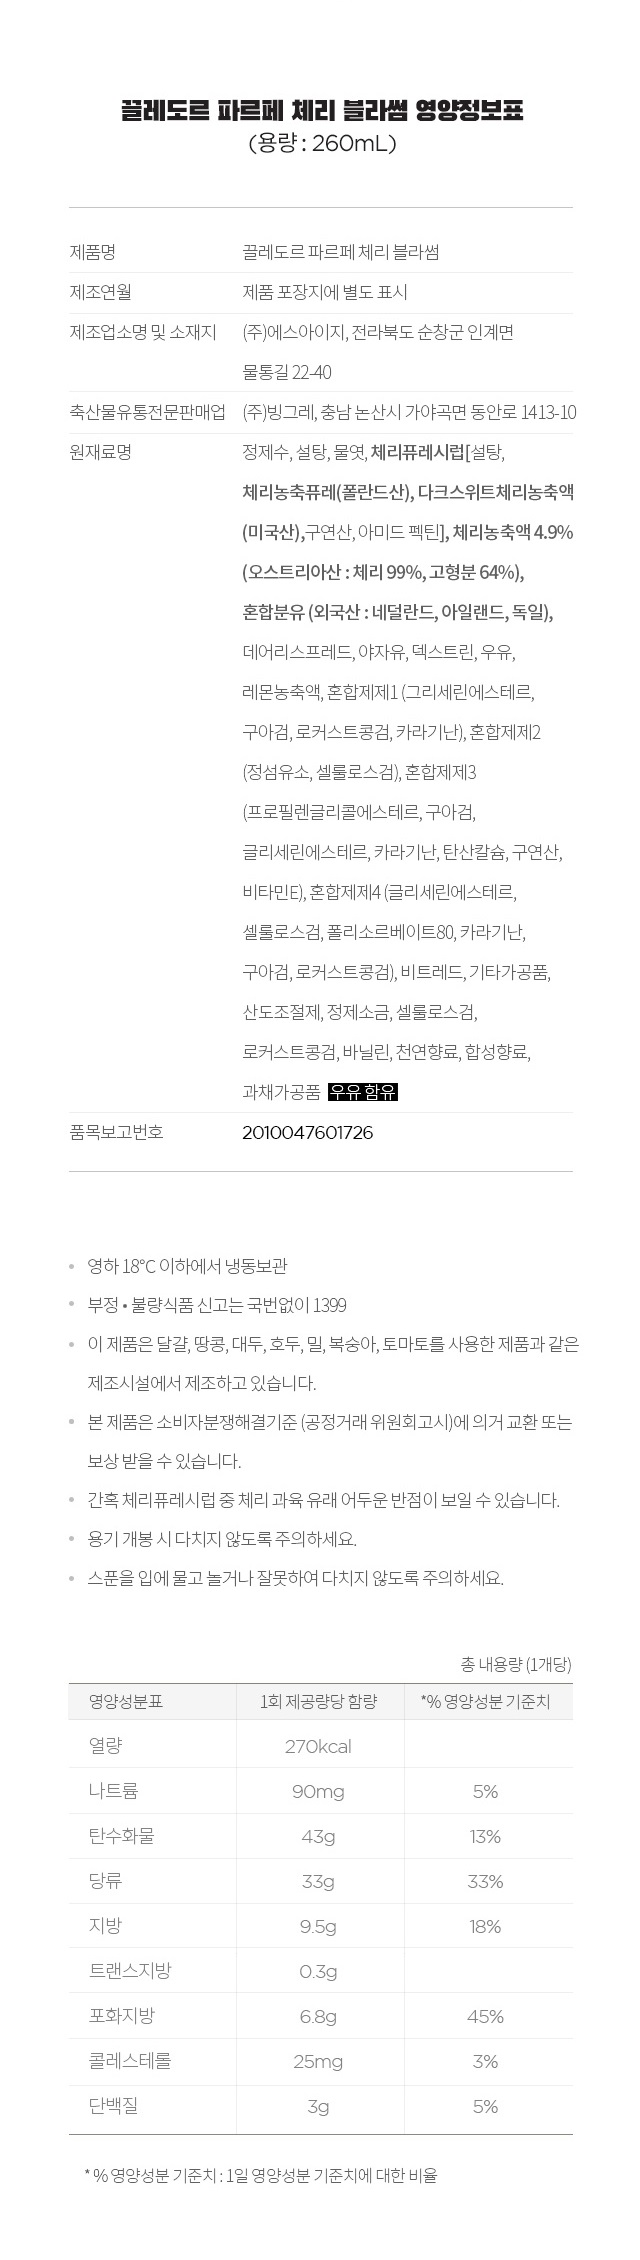 끌레도르 파르페 체리 블라썸 영양정보표
(용량 : 260mL)
제품명 끌레도르 파르페 체리 블라썸
제조연월 제품 포장지에 별도 표시
제조업소명 및 소재지 (주)에스아이지, 전라북도 순창군 인계면
물통길 22-40
축산물유통전문판매업 (주)빙그레, 충남 논산시 가야곡면 동안로 1413-10
원재료명 정제수, 설탕, 물엿, 체리퓨레시럽[설탕,
체리농축퓨레(폴란드산), 다크스위트체리농축액
(미국산),구연산, 아미드 펙틴], 체리농축액 4.9%
(오스트리아산 : 체리 99%, 고형분 64%),
혼합분유 (외국산 : 네덜란드, 아일랜드, 독일),
데어리스프레드, 야자유, 덱스트린, 우유,
레몬농축액, 혼합제제1 (그리세린에스테르,
구아검, 로커스트콩검, 카라기난), 혼합제제2
(정섬유소, 셀룰로스검), 혼합제제3
(프로필렌글리콜에스테르, 구아검,
글리세린에스테르, 카라기난, 탄산칼슘, 구연산,
비타민E), 혼합제제4 (글리세린에스테르,
셀룰로스검, 폴리소르베이트80, 카라기난,
구아검, 로커스트콩검), 비트레드, 기타가공품,
산도조절제, 정제소금, 셀룰로스검,
로커스트콩검, 바닐린, 천연향료, 합성향료,
과채가공품 우유 함유
품목보고번호 2010047601726
• 영하 18°C 이하에서 냉동보관
• 부정 • 불량식품 신고는 국번없이 1399
• 이 제품은 달걀, 땅콩, 대두, 호두, 밀, 복숭아, 토마토를 사용한 제품과 같은
제조시설에서 제조하고 있습니다.
• 본 제품은 소비자분쟁해결기준 (공정거래 위원회고시)에 의거 교환 또는
보상 받을 수 있습니다.
• 간혹 체리퓨레시럽 중 체리 과육 유래 어두운 반점이 보일 수 있습니다.
• 용기 개봉 시 다치지 않도록 주의하세요.
• 스푼을 입에 물고 놀거나 잘못하여 다치지 않도록 주의하세요.
총 내용량 (1개당)
영양성분표 1회 제공량당 함량 *% 영양성분 기준치
열량 270kcal
나트륨 90mg 5%
탄수화물 43g 13%
당류 33g 33%
지방 9.5g 18%
트랜스지방 0.3g
포화지방 6.8g 45%
콜레스테롤 25mg 3%
단백질 3g 5%
* % 영양성분 기준치 : 1일 영양성분 기준치에 대한 비율